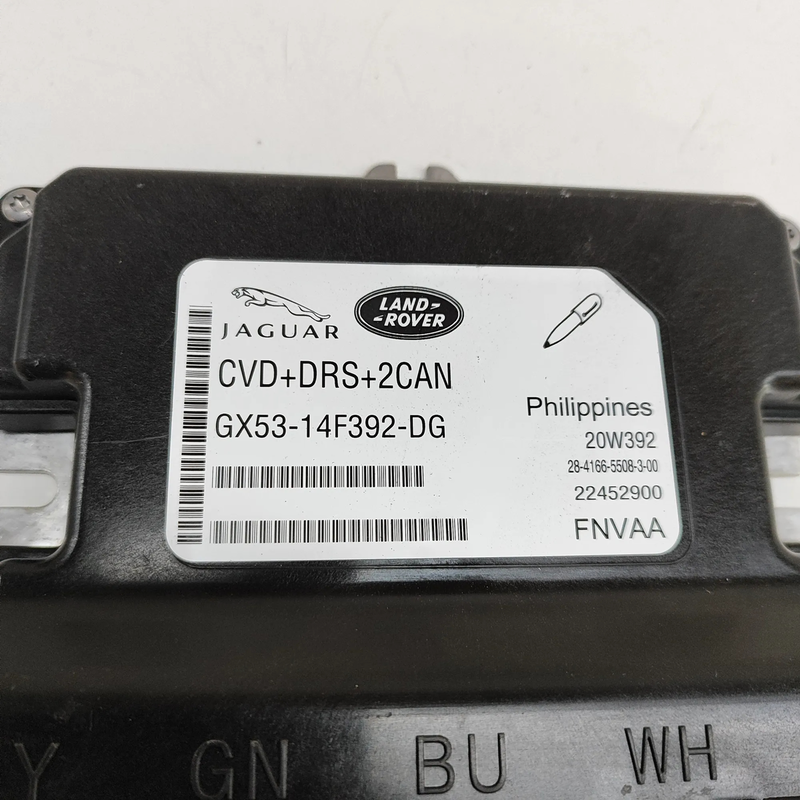 JAGUAR
LAND-
-ROVER
CVD+DRS+2CAN
GX53-14F392-DG
Philippines
20W392
28-4166-5508-3-00
22452900
FNVAA
Y GN BU WH